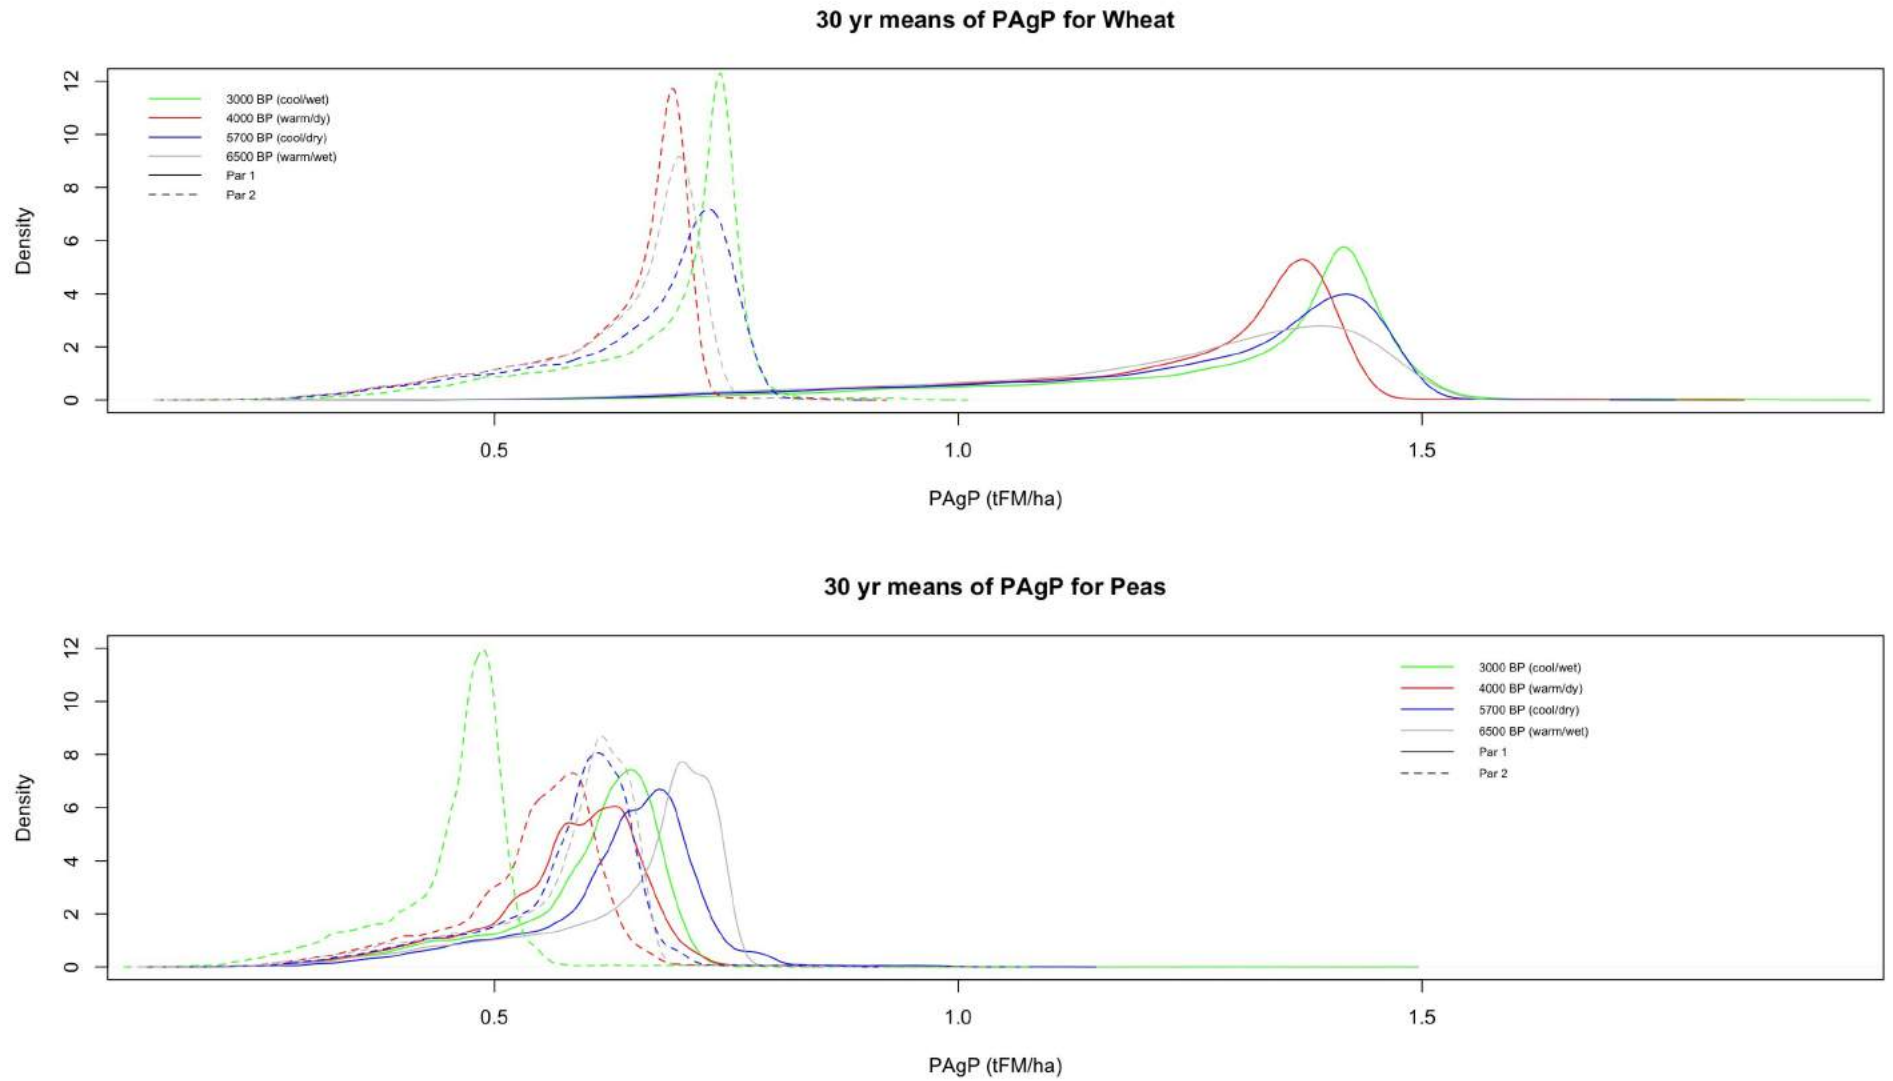 30 yr means of PAgP for Wheat
12
10
8
6
4
2
0
Density
3000 BP (cool/wet)
4000 BP (warm/dy)
5700 BP (cool/dry)
6500 BP (warm/wet)
Par 1
Par 2
0.5 1.0 1.5
PAgP (tFM/ha)
30 yr means of PAgP for Peas
12
10
8
6
4
2
0
Density
3000 BP (cool/wet)
4000 BP (warm/dy)
5700 BP (cool/dry)
6500 BP (warm/wet)
Par 1
Par 2
0.5 1.0 1.5
PAgP (tFM/ha)